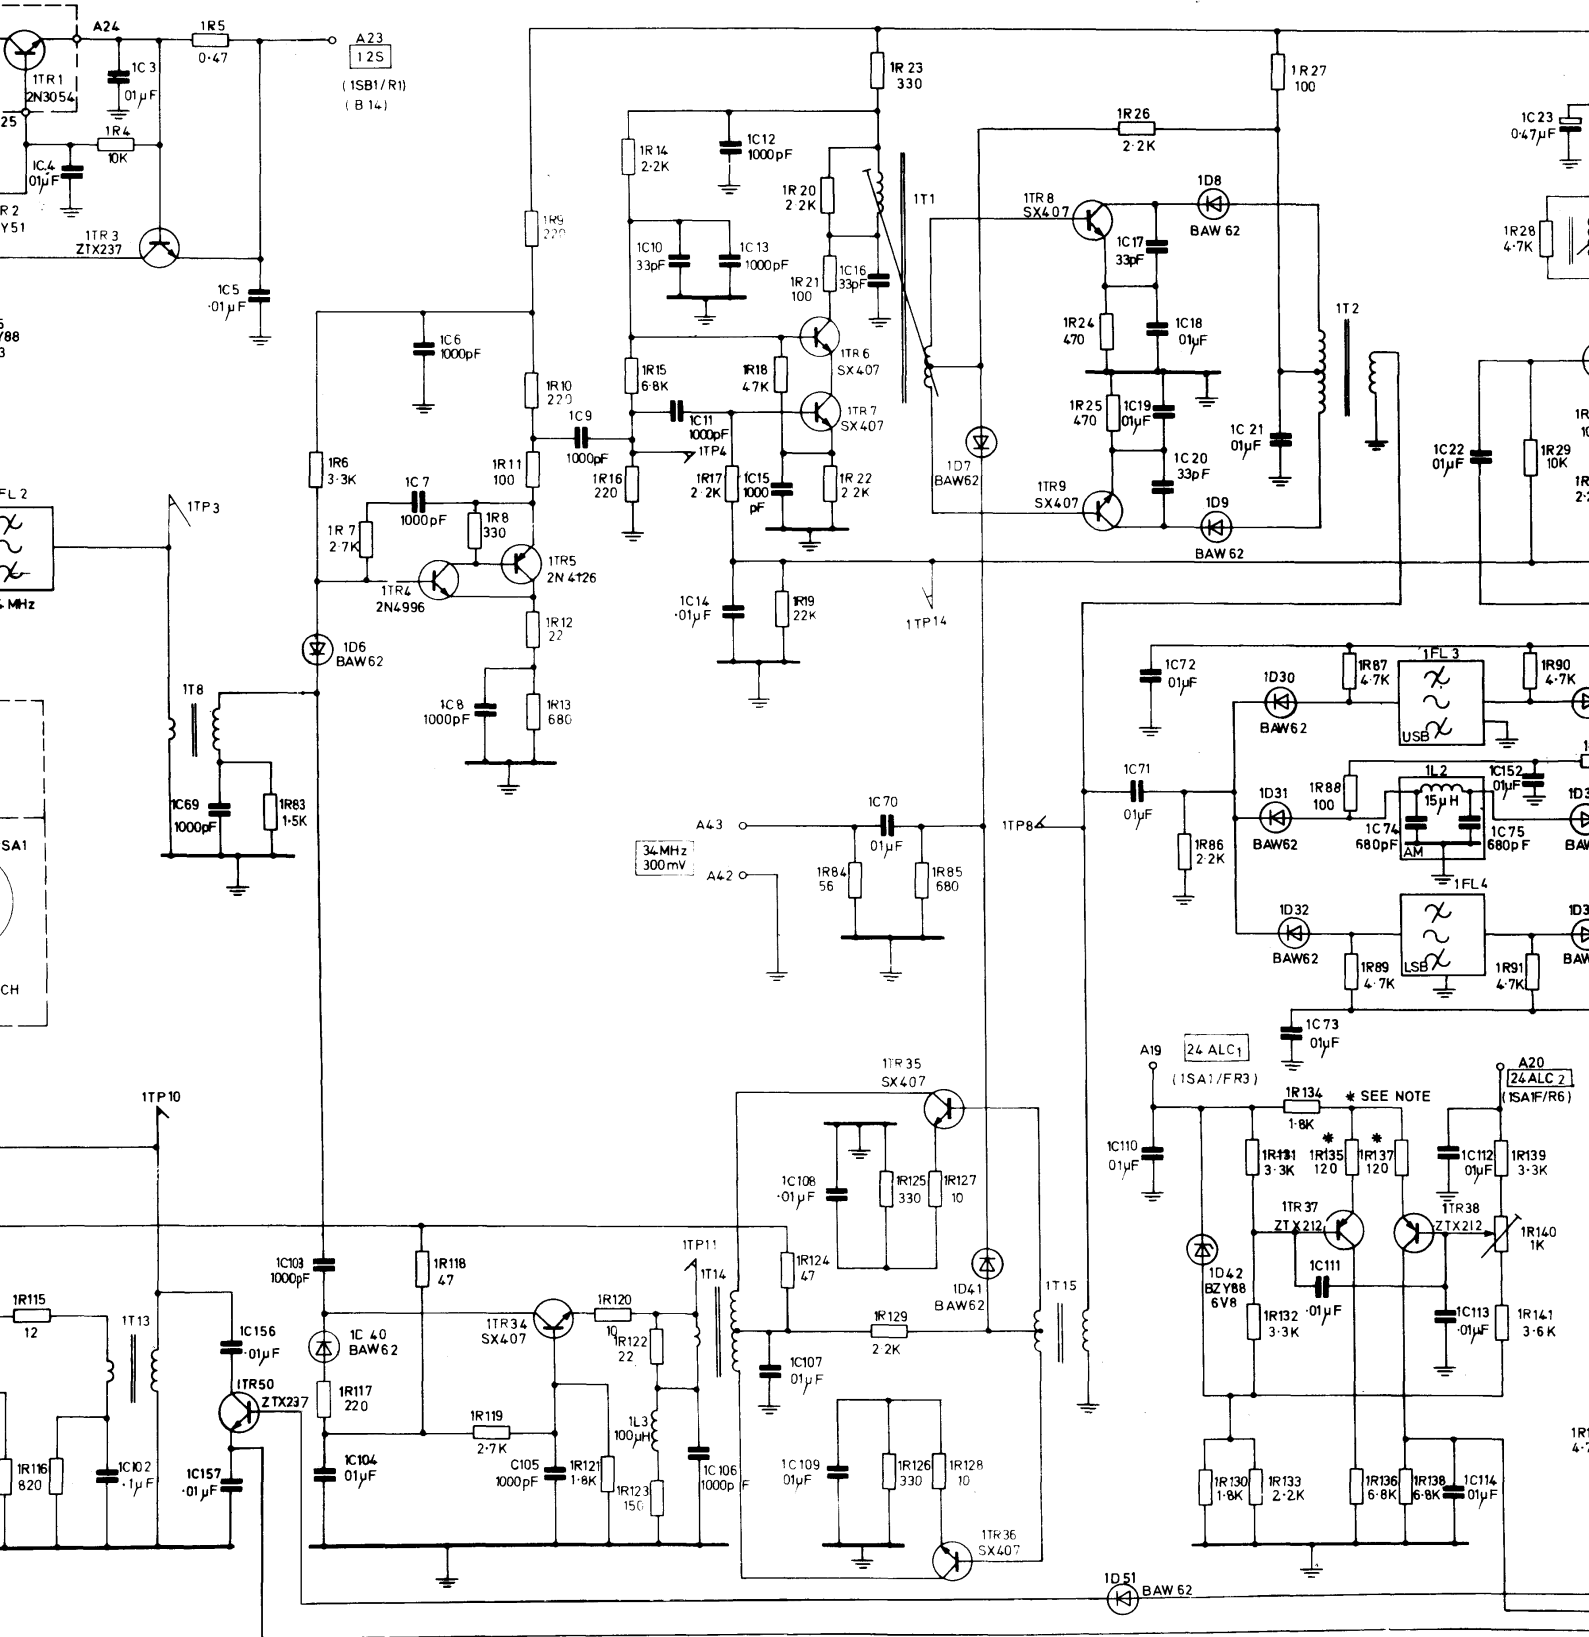 A24
1R5
0·47
A23
12S
(1SB1/R1)
(B14)
1TR1
2N3054
1C3
01µF
25
1R4
10K
1C4
01µF
R2
Y51
1TR3
ZTX237
1C5
·01µF
Y88
3
1R9
220
1C6
1000pF
1R10
220
1C9
1000pF
1R11
100
1R6
3·3K
1C7
1000pF
1R7
2·7K
1R8
330
1TR5
2N4126
1TR4
2N4996
1R12
22
1C8
1000pF
1R13
680
1D6
BAW62
FL2
MHz
1TP3
1T8
1C69
1000pF
1R83
1·5K
SA1
CH
1R23
330
1R14
2·2K
1C12
1000pF
1R20
2·2K
1T1
1C10
33pF
1C13
1000pF
1R21
100
1C16
33pF
1TR6
SX407
1R15
6·8K
1R18
47K
1TR7
SX407
1C11
1000pF
1TP4
1R16
220
1R17
2·2K
1C15
1000
pF
1R22
2·2K
1C14
·01µF
1R19
22K
1TP14
1R26
2·2K
1R27
100
1TR8
SX407
1D8
BAW62
1C17
33pF
1R24
470
1C18
01µF
1T2
1R25
470
1C19
01µF
1C20
33pF
1C21
01µF
1D7
BAW62
1TR9
SX407
1D9
BAW62
1C23
0·47µF
1R28
4·7K
1C22
01µF
1R29
10K
1C72
01µF
1D30
BAW62
1R87
4·7K
1FL3
USB
1R90
4·7K
1C71
01µF
1R86
2·2K
1D31
BAW62
1R88
100
1L2
15µH
1C152
01µF
1C74
680pF
AM
1C75
680pF
1FL4
1D32
BAW62
1R89
4·7K
LSB
1R91
4·7K
1C73
01µF
A43
34MHz
300mV
A42
1C70
01µF
1R84
56
1R85
680
1TP8
A19
24 ALC1
(1SA1/FR3)
A20
24ALC2
(1SA1F/R6)
1R134
1·8K
* SEE NOTE
1C110
01µF
1R131
3·3K
*
1R135
120
*
1R137
120
1C112
01µF
1R139
3·3K
1TR37
ZTX212
1TR38
ZTX212
1R140
1K
1D42
BZY88
6V8
1C111
·01µF
1R132
3·3K
1C113
·01µF
1R141
3·6K
1R130
1·8K
1R133
2·2K
1R136
6·8K
1R138
6·8K
1C114
01µF
1TP10
1R115
12
1T13
1C156
·01µF
1TR50
ZTX237
1R116
820
1C102
·1µF
1C157
·01µF
1C103
1000pF
1R118
47
1D40
BAW62
1R117
220
1R119
2·7K
1C104
01µF
1TR34
SX407
1R120
10
1R122
22
1TP11
1T14
1L3
100µH
C105
1000pF
1R121
1·8K
1R123
150
1C106
1000pF
1TR35
SX407
1C108
·01µF
1R125
330
1R127
10
1R124
47
1D41
BAW62
1T15
1R129
2·2K
1C107
01µF
1C109
01µF
1R126
330
1R128
10
1TR36
SX407
1D51
BAW62